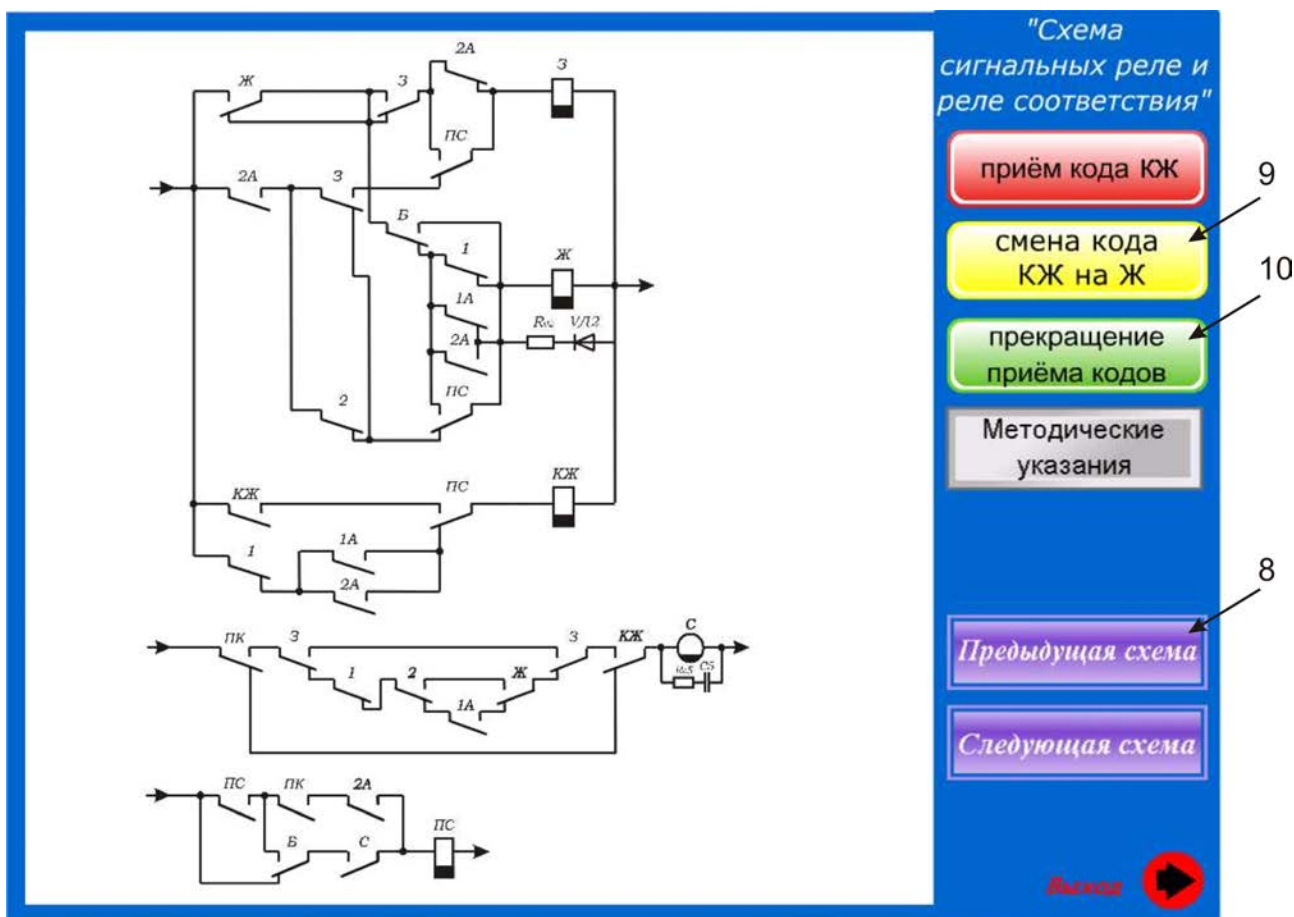 "Схема
сигнальных реле и
реле соответствия"
приём кода КЖ
9
смена кода
КЖ на Ж
10
прекращение
приёма кодов
Методические
указания
8
Предыдущая схема
Следующая схема
Выход
2А
З
Ж
З
ПС
2А
З
Б
1
Ж
1А
2А
VД2
ПС
2
КЖ
ПС
КЖ
1
1А
2А
ПК
З
З
КЖ
С
1
2
Ж
1А
С5
ПС
ПК
2А
ПС
Б
С